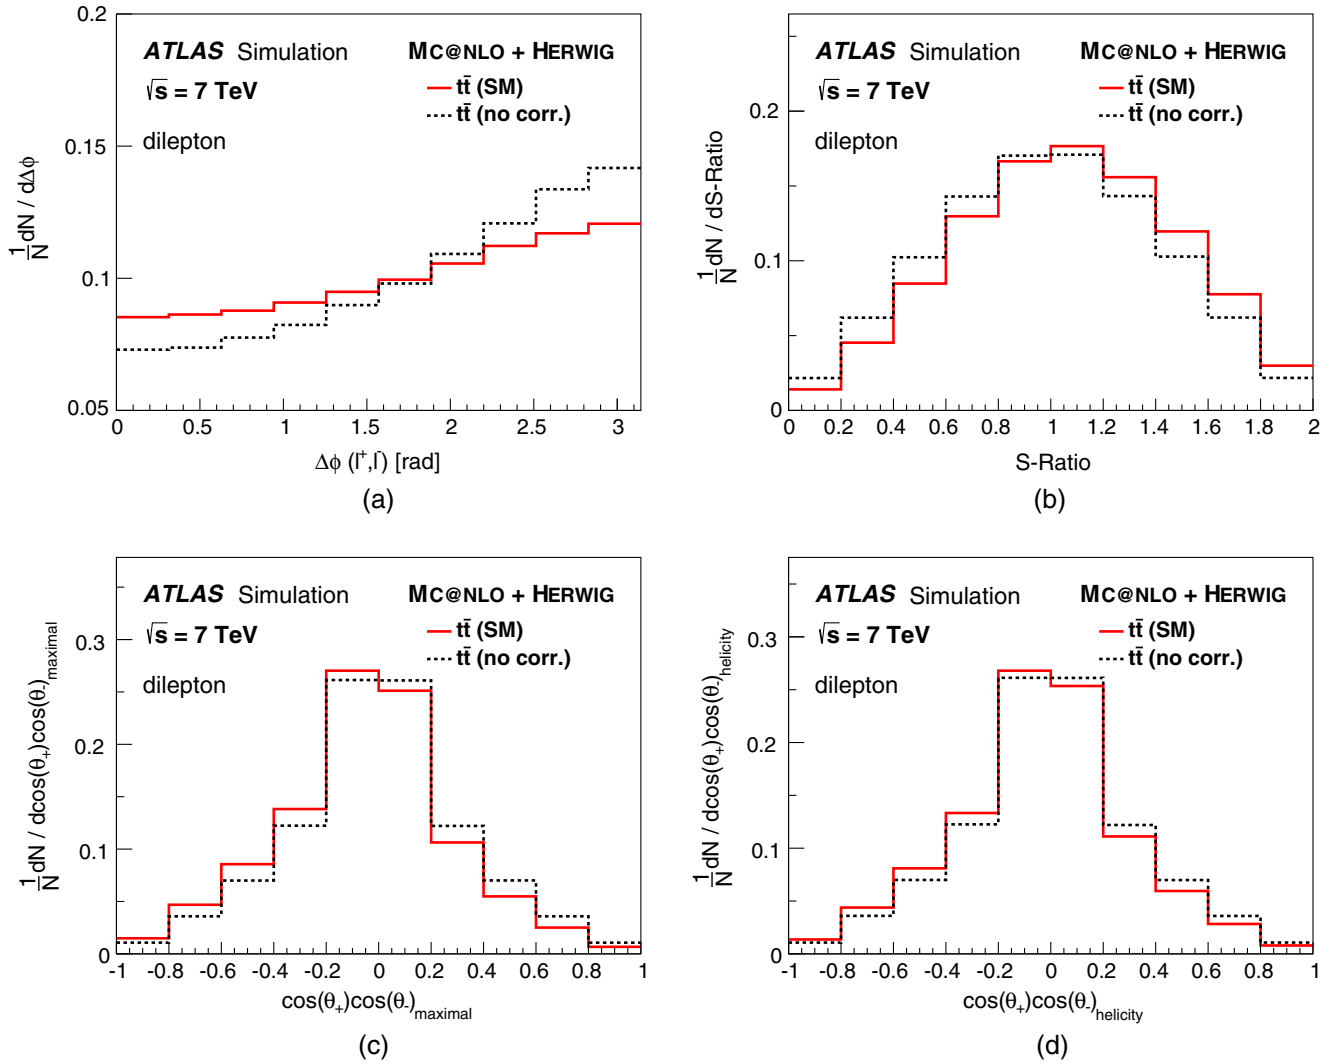 0.2
0.15
0.1
0.05
1/N dN / dΔϕ
ATLAS Simulation
MC@NLO + HERWIG
√s = 7 TeV
tt̄ (SM)
tt̄ (no corr.)
dilepton
0 0.5 1 1.5 2 2.5 3
Δϕ (l⁺,l⁻) [rad]
(a)
0.2
0.1
0
1/N dN / dS-Ratio
ATLAS Simulation
MC@NLO + HERWIG
√s = 7 TeV
tt̄ (SM)
tt̄ (no corr.)
dilepton
0 0.2 0.4 0.6 0.8 1 1.2 1.4 1.6 1.8 2
S-Ratio
(b)
0.3
0.2
0.1
0
1/N dN / dcos(θ₊)cos(θ₋)maximal
ATLAS Simulation
MC@NLO + HERWIG
√s = 7 TeV
tt̄ (SM)
tt̄ (no corr.)
dilepton
-1 -0.8 -0.6 -0.4 -0.2 0 0.2 0.4 0.6 0.8 1
cos(θ₊)cos(θ₋)maximal
(c)
0.3
0.2
0.1
0
1/N dN / dcos(θ₊)cos(θ₋)helicity
ATLAS Simulation
MC@NLO + HERWIG
√s = 7 TeV
tt̄ (SM)
tt̄ (no corr.)
dilepton
-1 -0.8 -0.6 -0.4 -0.2 0 0.2 0.4 0.6 0.8 1
cos(θ₊)cos(θ₋)helicity
(d)